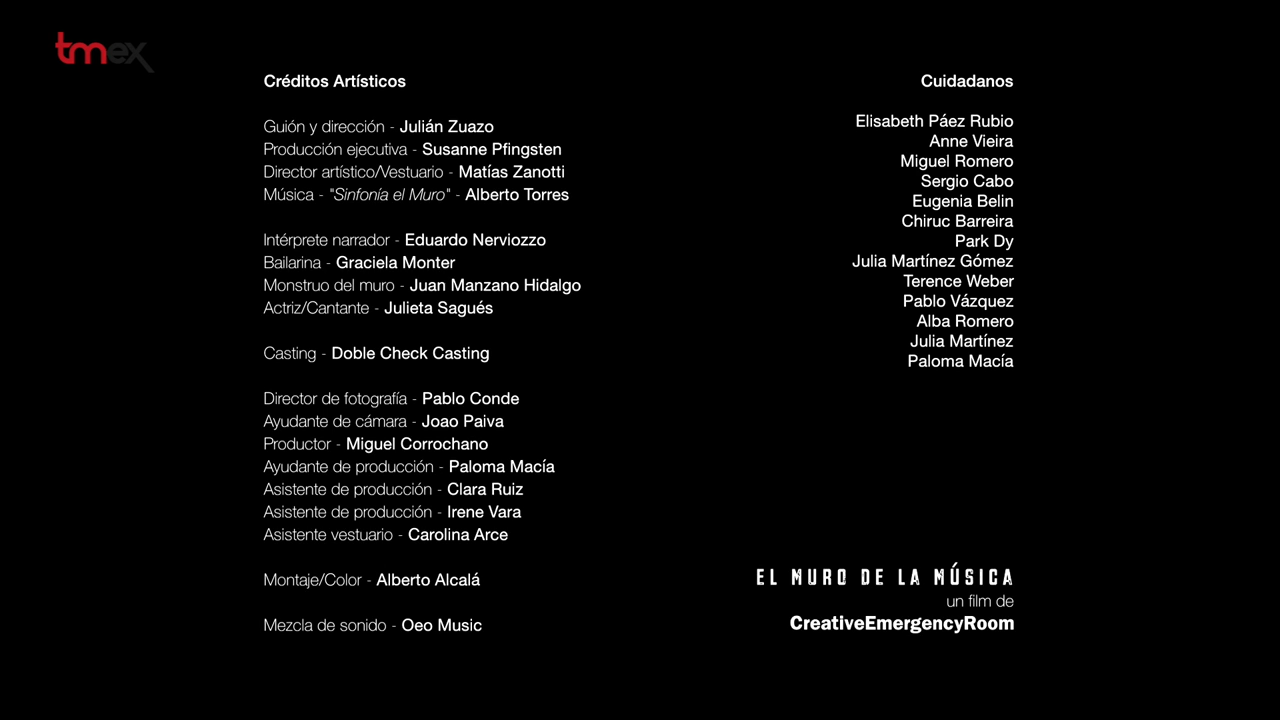 tmex
Créditos Artísticos
Guión y dirección - Julián Zuazo
Producción ejecutiva - Susanne Pfingsten
Director artístico/Vestuario - Matías Zanotti
Música - "Sinfonía el Muro" - Alberto Torres
Intérprete narrador - Eduardo Nerviozzo
Bailarina - Graciela Monter
Monstruo del muro - Juan Manzano Hidalgo
Actriz/Cantante - Julieta Sagués
Casting - Doble Check Casting
Director de fotografía - Pablo Conde
Ayudante de cámara - Joao Paiva
Productor - Miguel Corrochano
Ayudante de producción - Paloma Macía
Asistente de producción - Clara Ruiz
Asistente de producción - Irene Vara
Asistente vestuario - Carolina Arce
Montaje/Color - Alberto Alcalá
Mezcla de sonido - Oeo Music
Cuidadanos
Elisabeth Páez Rubio
Anne Vieira
Miguel Romero
Sergio Cabo
Eugenia Belin
Chiruc Barreira
Park Dy
Julia Martínez Gómez
Terence Weber
Pablo Vázquez
Alba Romero
Julia Martínez
Paloma Macía
EL MURO DE LA MÚSICA
un film de
CreativeEmergencyRoom